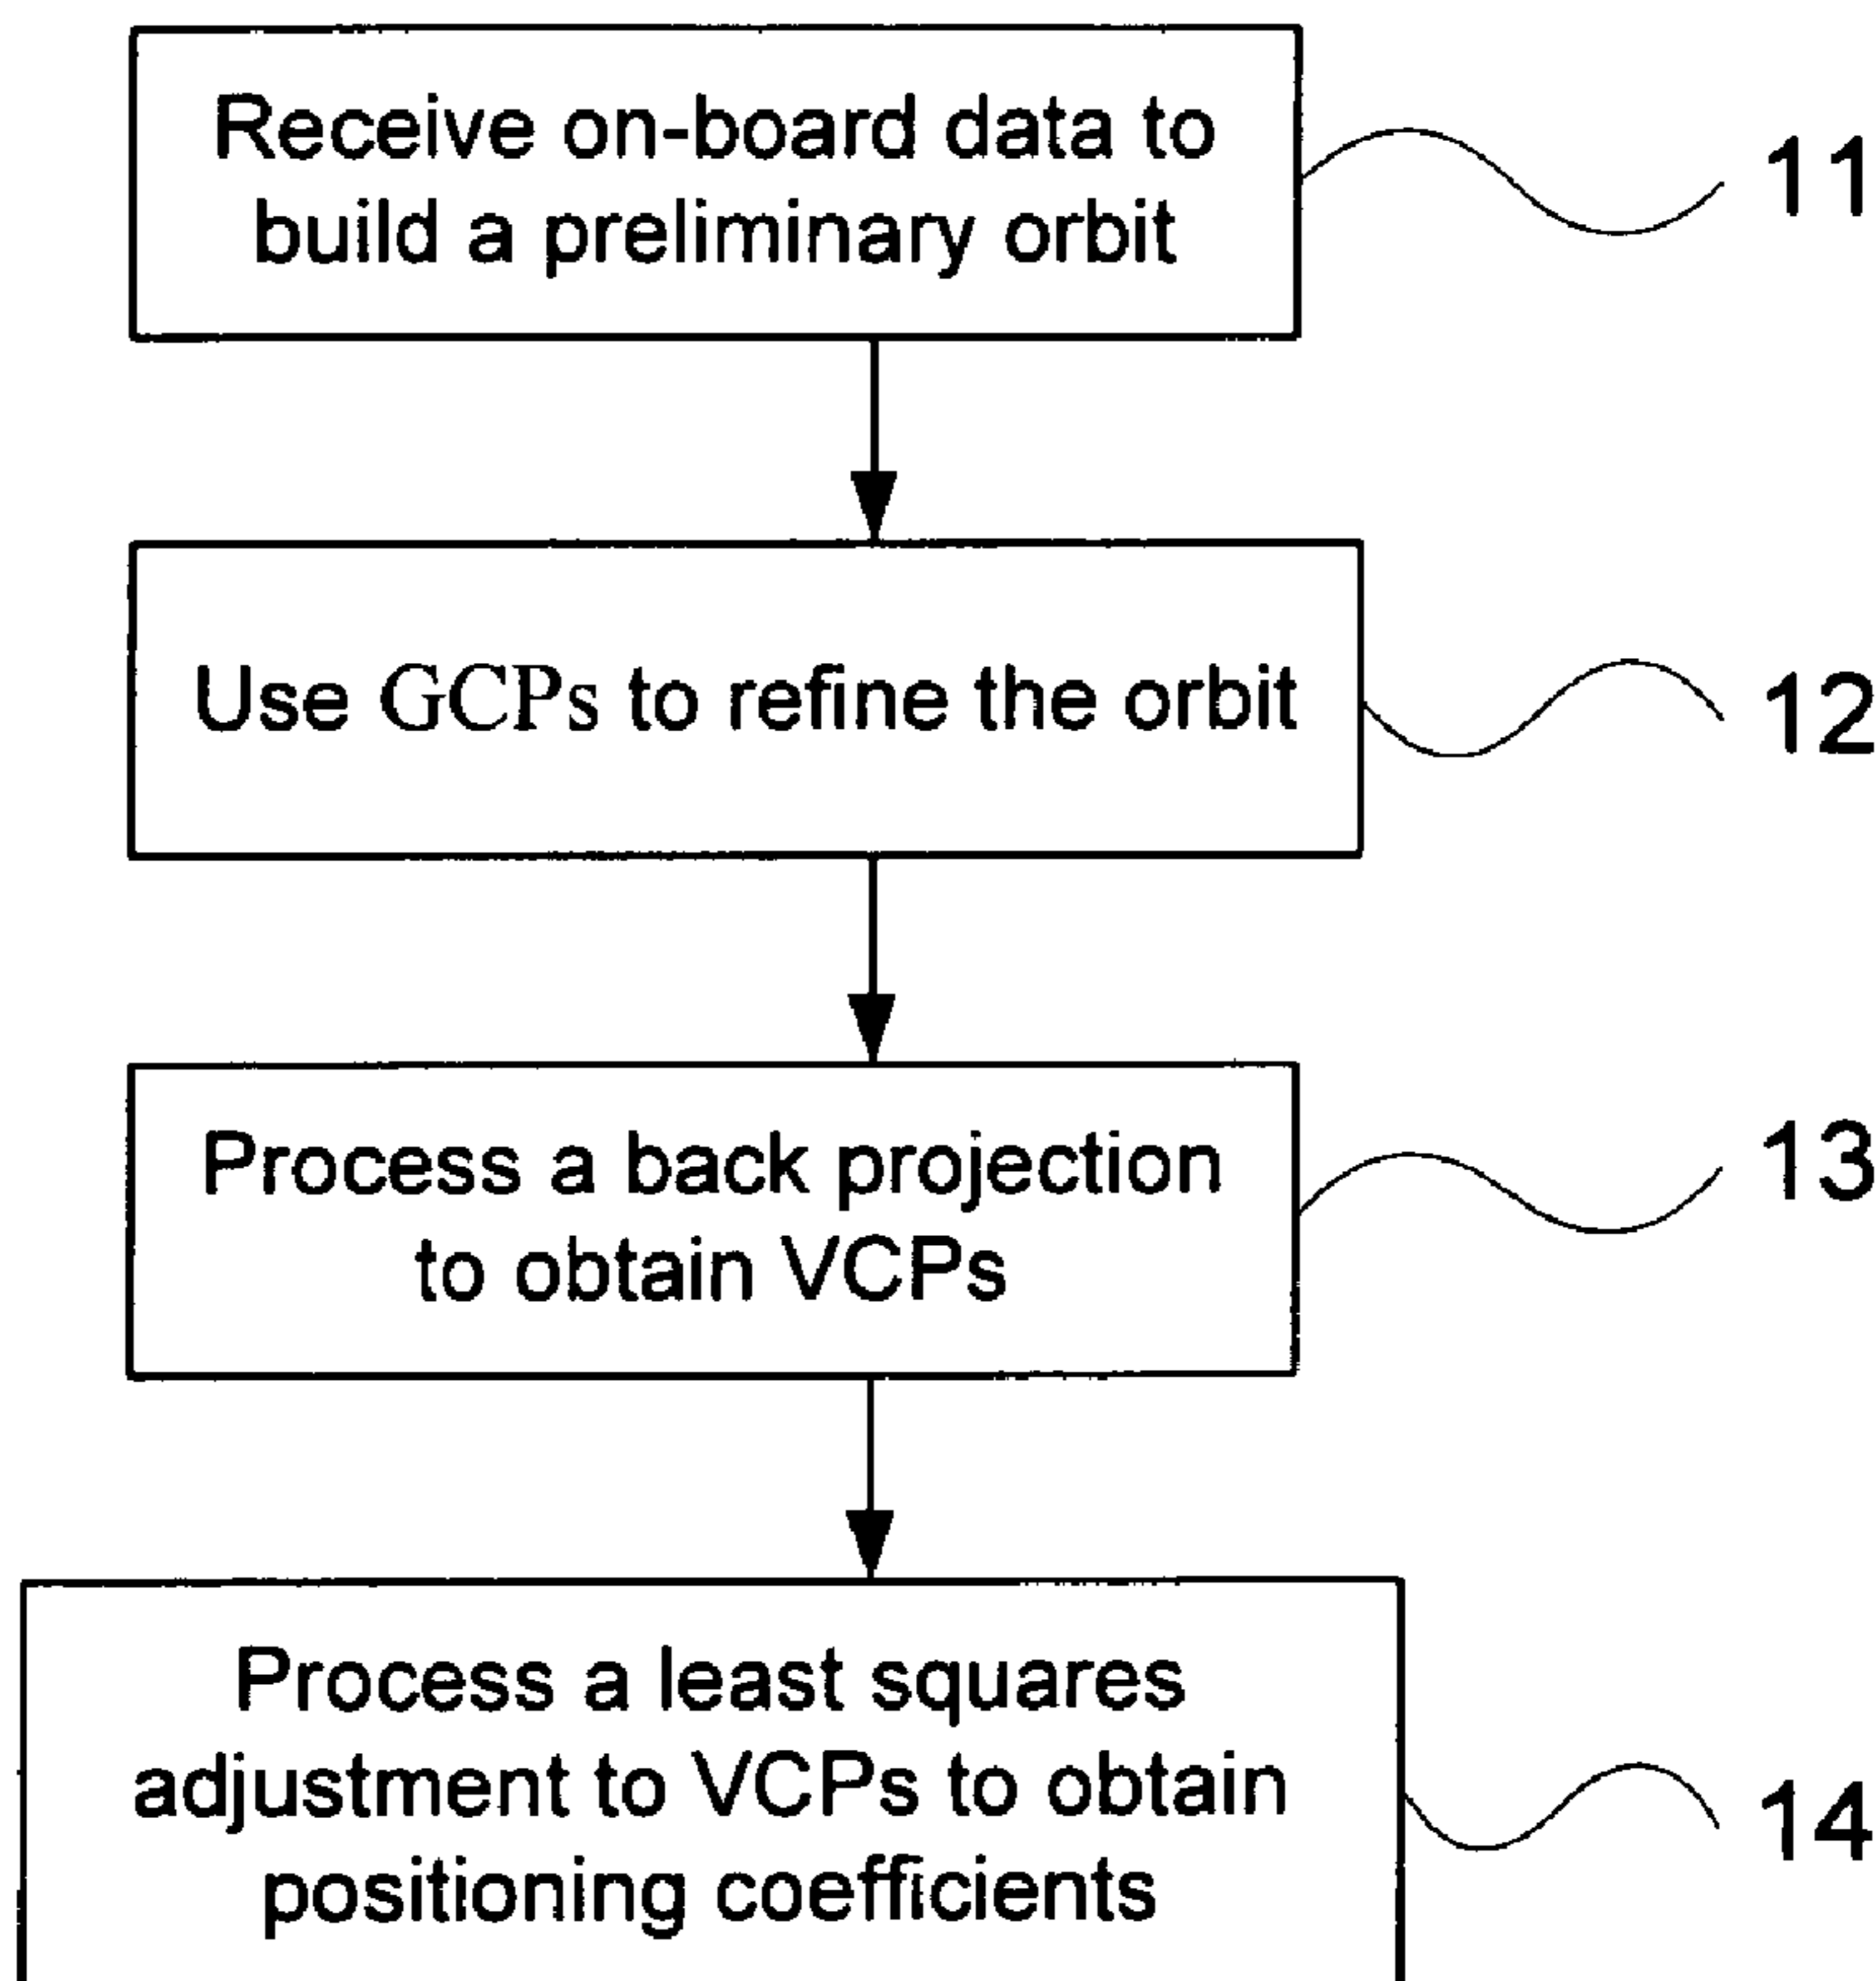 Receive on-board data to
build a preliminary orbit
11
Use GCPs to refine the orbit
12
Process a back projection
to obtain VCPs
13
Process a least squares
adjustment to VCPs to obtain
positioning coefficients
14